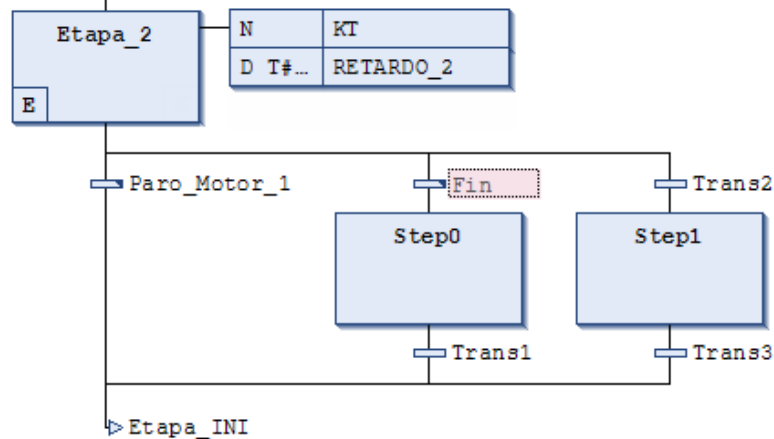 Etapa_2
N KT
D T#... RETARDO_2
E
Paro_Motor_1 Fin Trans2
Step0 Step1
Trans1 Trans3
Etapa_INI